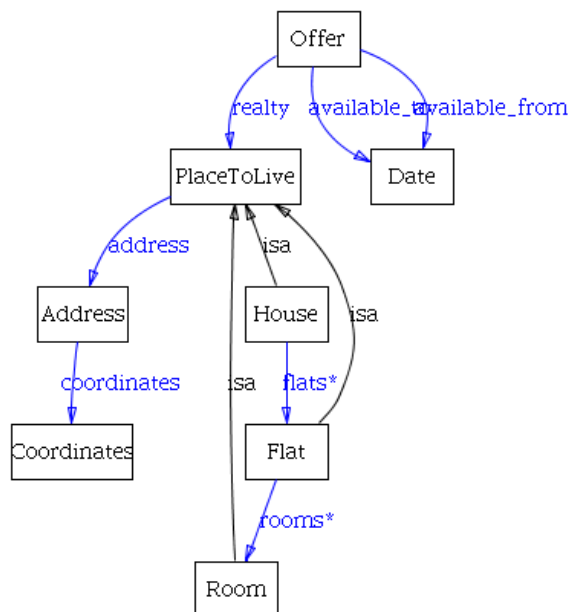 Offer
realty
available_to
available_from
PlaceToLive
Date
address
isa
Address
House
isa
coordinates
isa
flats*
Coordinates
Flat
rooms*
Room